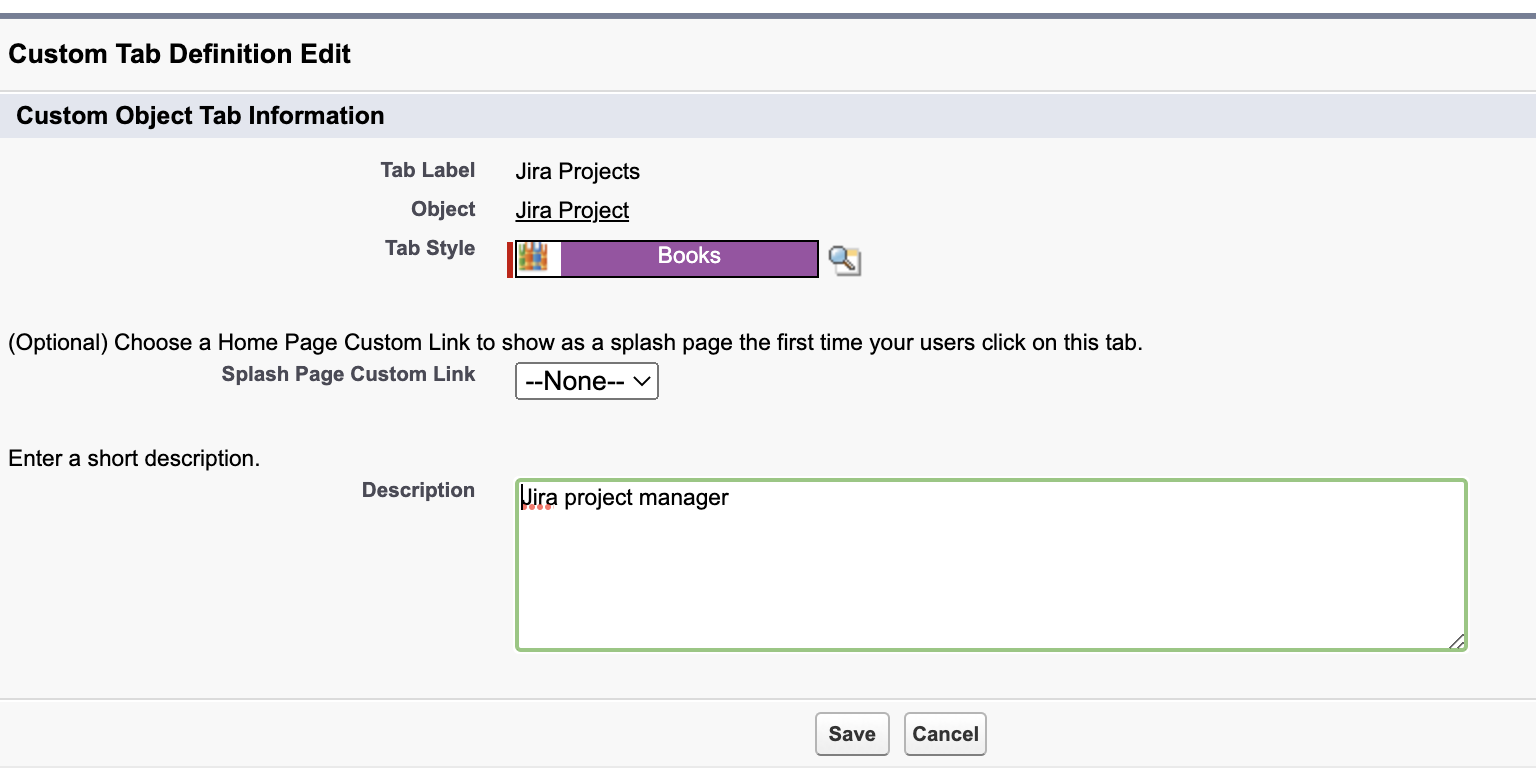 Custom Tab Definition Edit
Custom Object Tab Information
Tab Label Jira Projects
Object Jira Project
Tab Style Books
(Optional) Choose a Home Page Custom Link to show as a splash page the first time your users click on this tab.
Splash Page Custom Link --None--
Enter a short description.
Description Jira project manager
Save Cancel